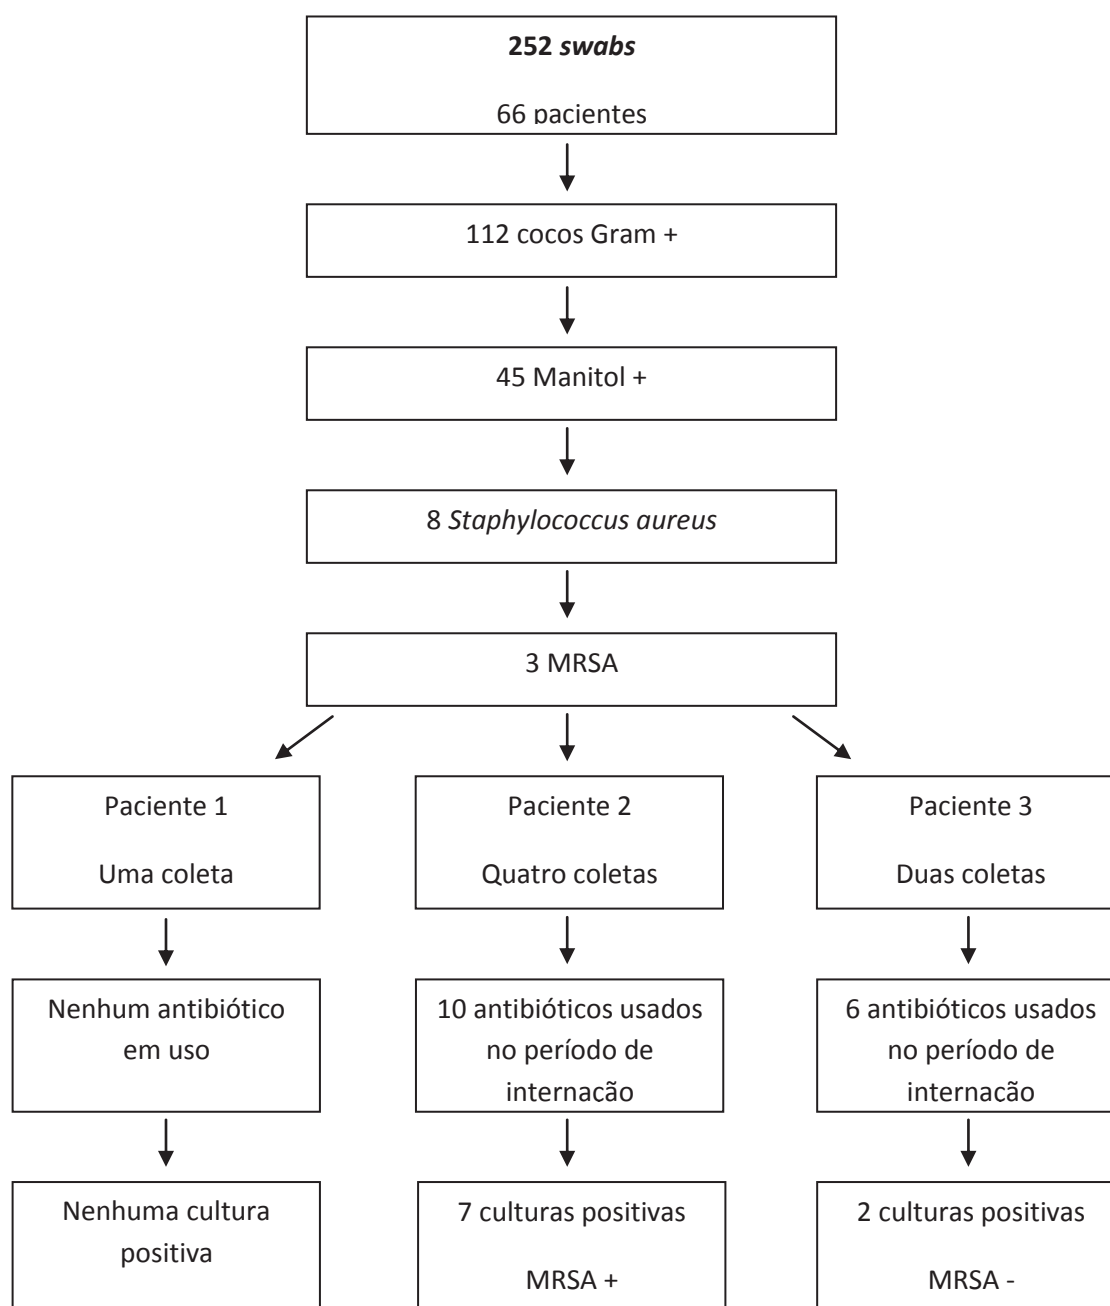 252 swabs
66 pacientes
112 cocos Gram +
45 Manitol +
8 Staphylococcus aureus
3 MRSA
Paciente 1
Uma coleta
Paciente 2
Quatro coletas
Paciente 3
Duas coletas
Nenhum antibiótico
em uso
10 antibióticos usados
no período de
internacão
6 antibióticos usados
no período de
internacão
Nenhuma cultura
positiva
7 culturas positivas
MRSA +
2 culturas positivas
MRSA -